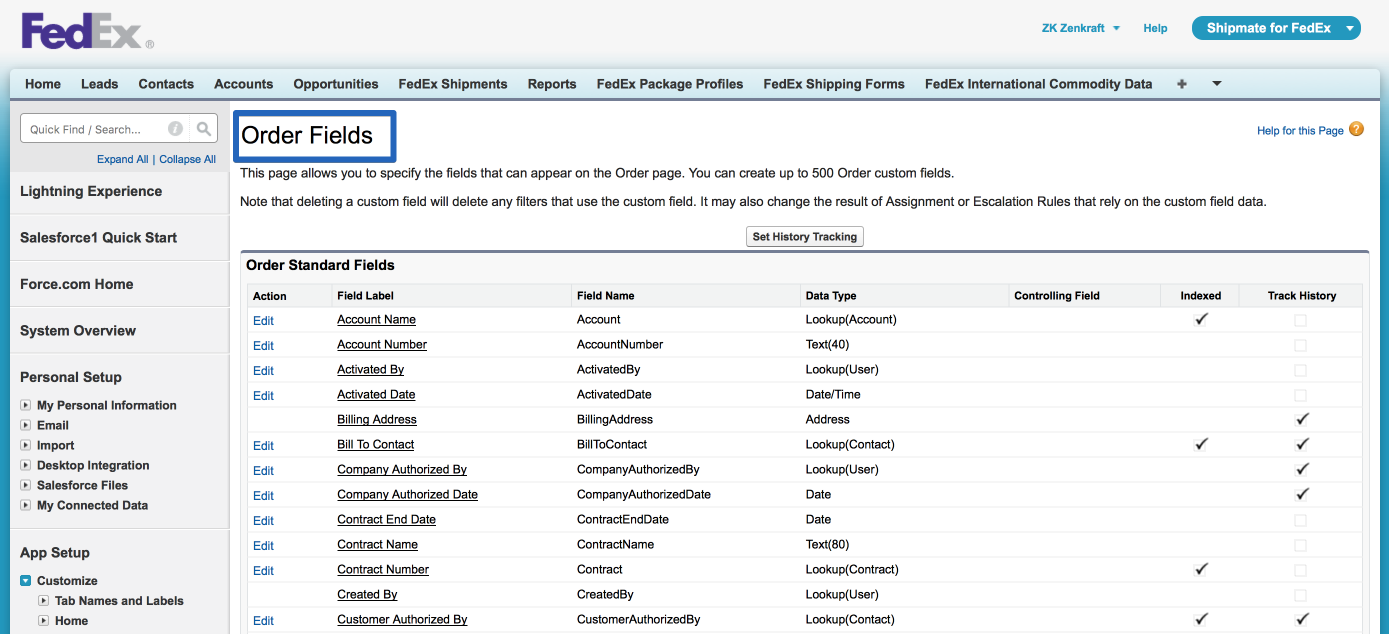 FedEx®
ZK Zenkraft Help Shipmate for FedEx
Home Leads Contacts Accounts Opportunities FedEx Shipments Reports FedEx Package Profiles FedEx Shipping Forms FedEx International Commodity Data +
Quick Find / Search... i
Expand All | Collapse All
Lightning Experience
Salesforce1 Quick Start
Force.com Home
System Overview
Personal Setup
My Personal Information
Email
Import
Desktop Integration
Salesforce Files
My Connected Data
App Setup
Customize
Tab Names and Labels
Home
Order Fields
Help for this Page ?
This page allows you to specify the fields that can appear on the Order page. You can create up to 500 Order custom fields.
Note that deleting a custom field will delete any filters that use the custom field. It may also change the result of Assignment or Escalation Rules that rely on the custom field data.
Set History Tracking
Order Standard Fields
Action Field Label Field Name Data Type Controlling Field Indexed Track History
Edit Account Name Account Lookup(Account)
Edit Account Number AccountNumber Text(40)
Edit Activated By ActivatedBy Lookup(User)
Edit Activated Date ActivatedDate Date/Time
Billing Address BillingAddress Address
Edit Bill To Contact BillToContact Lookup(Contact)
Edit Company Authorized By CompanyAuthorizedBy Lookup(User)
Edit Company Authorized Date CompanyAuthorizedDate Date
Edit Contract End Date ContractEndDate Date
Edit Contract Name ContractName Text(80)
Edit Contract Number Contract Lookup(Contract)
Created By CreatedBy Lookup(User)
Edit Customer Authorized By CustomerAuthorizedBy Lookup(Contact)